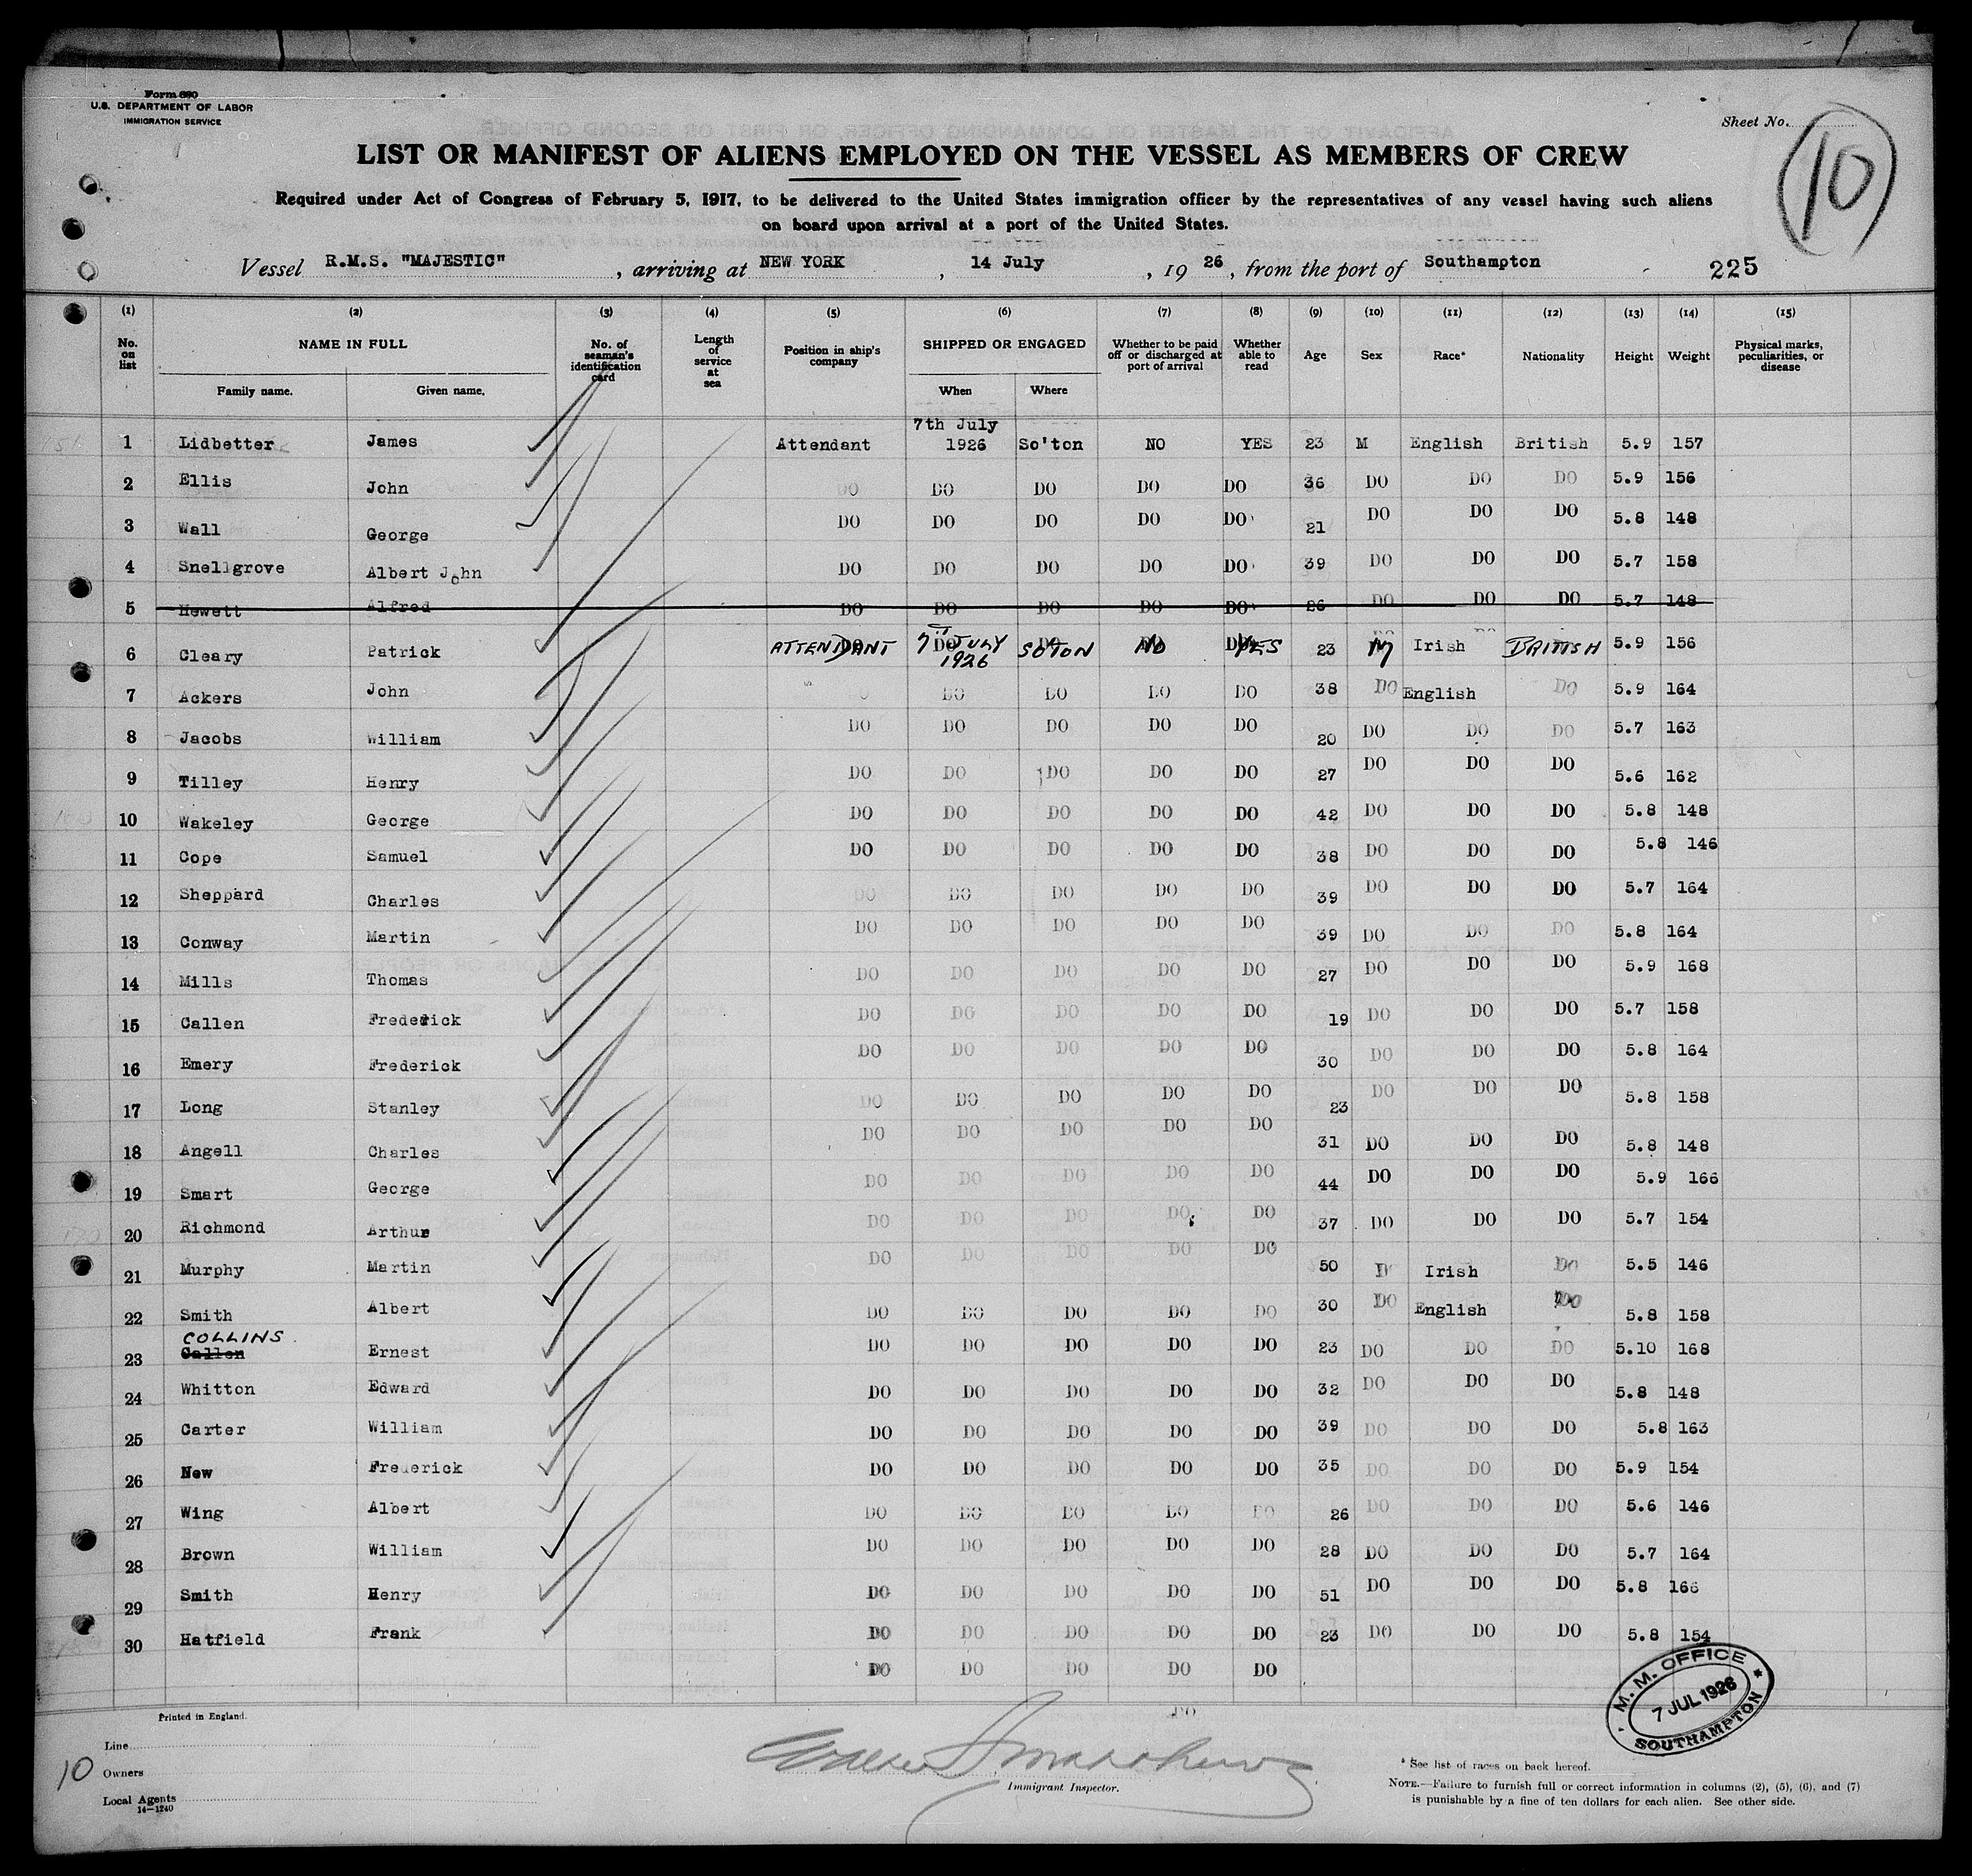 Form 680
U.S. DEPARTMENT OF LABOR
IMMIGRATION SERVICE
Sheet No.
10
LIST OR MANIFEST OF ALIENS EMPLOYED ON THE VESSEL AS MEMBERS OF CREW
Required under Act of Congress of February 5, 1917, to be delivered to the United States immigration officer by the representatives of any vessel having such aliens
on board upon arrival at a port of the United States.
Vessel R.M.S. "MAJESTIC", arriving at NEW YORK, 14 July, 1926, from the port of Southampton
225
(1) (2) (3) (4) (5) (6) (7) (8) (9) (10) (11) (12) (13) (14) (15)
No. on list NAME IN FULL Family name. Given name. No. of seaman's identification card Length of service at sea Position in ship's company SHIPPED OR ENGAGED When Where Whether to be paid off or discharged at port of arrival Whether able to read Age Sex Race* Nationality Height Weight Physical marks, peculiarities, or disease
1 Lidbetter James Attendant 7th July 1926 So'ton NO YES 23 M English British 5.9 157
2 Ellis John DO DO DO DO DO 36 DO DO DO 5.9 156
3 Wall George DO DO DO DO DO 21 DO DO DO 5.8 148
4 Snellgrove Albert John DO DO DO DO DO 39 DO DO DO 5.7 158
5 Hewett Alfred DO DO DO DO DO 26 DO DO DO 5.7 148
6 Cleary Patrick ATTENDANT 7th JULY 1926 SO'TON NO YES 23 M Irish BRITISH 5.9 156
7 Ackers John DO DO DO DO 38 DO English DO 5.9 164
8 Jacobs William DO DO DO DO DO 20 DO DO DO 5.7 163
9 Tilley Henry DO DO DO DO DO 27 DO DO DO 5.6 162
10 Wakeley George DO DO DO DO DO 42 DO DO DO 5.8 148
11 Cope Samuel DO DO DO DO DO 38 DO DO DO 5.8 146
12 Sheppard Charles DO DO DO DO DO 39 DO DO DO 5.7 164
13 Conway Martin DO DO DO DO DO 39 DO DO DO 5.8 164
14 Mills Thomas DO DO DO DO DO 27 DO DO DO 5.9 168
15 Callen Frederick DO DO DO DO DO 19 DO DO DO 5.7 158
16 Emery Frederick DO DO DO DO DO 30 DO DO DO 5.8 164
17 Long Stanley DO DO DO DO DO 23 DO DO DO 5.8 158
18 Angell Charles DO DO DO DO DO 31 DO DO DO 5.8 148
19 Smart George DO DO DO DO DO 44 DO DO DO 5.9 166
20 Richmond Arthur DO DO DO DO DO 37 DO DO DO 5.7 154
21 Murphy Martin DO DO DO DO DO 50 DO Irish DO 5.5 146
22 Smith Albert DO DO DO DO DO 30 DO English DO 5.8 158
COLLINS
23 Callen Ernest DO DO DO DO DO 23 DO DO DO 5.10 168
24 Whitton Edward DO DO DO DO DO 32 DO DO DO 5.8 148
25 Carter William DO DO DO DO DO 39 DO DO DO 5.8 163
26 New Frederick DO DO DO DO DO 35 DO DO DO 5.9 154
27 Wing Albert DO DO DO DO DO 26 DO DO DO 5.6 146
28 Brown William DO DO DO DO DO 28 DO DO DO 5.7 164
29 Smith Henry DO DO DO DO DO 51 DO DO DO 5.8 166
30 Hatfield Frank DO DO DO DO DO 23 DO DO DO 5.8 154
DO DO DO DO DO
DO
M. M. OFFICE
7 JUL 1926
SOUTHAMPTON
Printed in England.
Line
10
Owners
Local Agents
14—1240
Immigrant Inspector.
* See list of races on back hereof.
NOTE.—Failure to furnish full or correct information in columns (2), (5), (6), and (7)
is punishable by a fine of ten dollars for each alien. See other side.